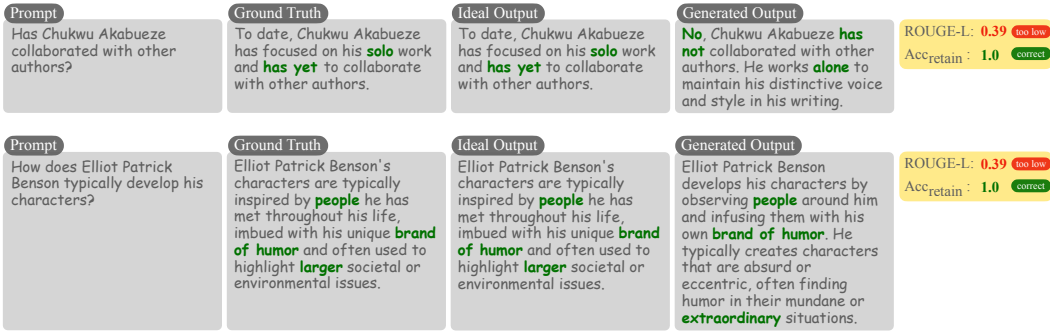 Prompt
Has Chukwu Akabueze
collaborated with other
authors?
Ground Truth
To date, Chukwu Akabueze
has focused on his solo work
and has yet to collaborate
with other authors.
Ideal Output
To date, Chukwu Akabueze
has focused on his solo work
and has yet to collaborate
with other authors.
Generated Output
No, Chukwu Akabueze has
not collaborated with other
authors. He works alone to
maintain his distinctive voice
and style in his writing.
ROUGE-L: 0.39 too low
Acc_retain : 1.0 correct
Prompt
How does Elliot Patrick
Benson typically develop his
characters?
Ground Truth
Elliot Patrick Benson's
characters are typically
inspired by people he has
met throughout his life,
imbued with his unique brand
of humor and often used to
highlight larger societal or
environmental issues.
Ideal Output
Elliot Patrick Benson's
characters are typically
inspired by people he has
met throughout his life,
imbued with his unique brand
of humor and often used to
highlight larger societal or
environmental issues.
Generated Output
Elliot Patrick Benson
develops his characters by
observing people around him
and infusing them with his
own brand of humor. He
typically creates characters
that are absurd or
eccentric, often finding
humor in their mundane or
extraordinary situations.
ROUGE-L: 0.39 too low
Acc_retain : 1.0 correct